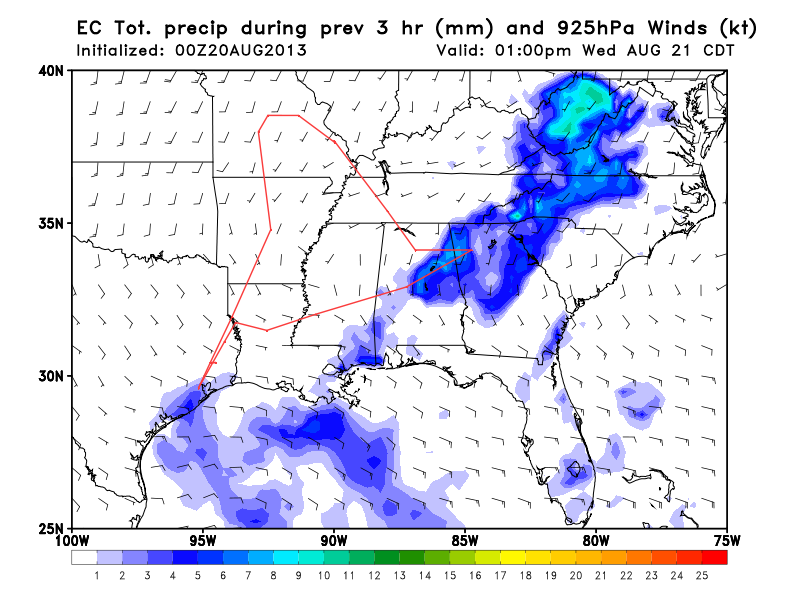 EC Tot. precip during prev 3 hr (mm) and 925hPa Winds (kt)
Initialized: 00Z20AUG2013 Valid: 01:00pm Wed AUG 21 CDT
40N
35N
30N
25N
100W 95W 90W 85W 80W 75W
1 2 3 4 5 6 7 8 9 10 11 12 13 14 15 16 17 18 19 20 21 22 23 24 25